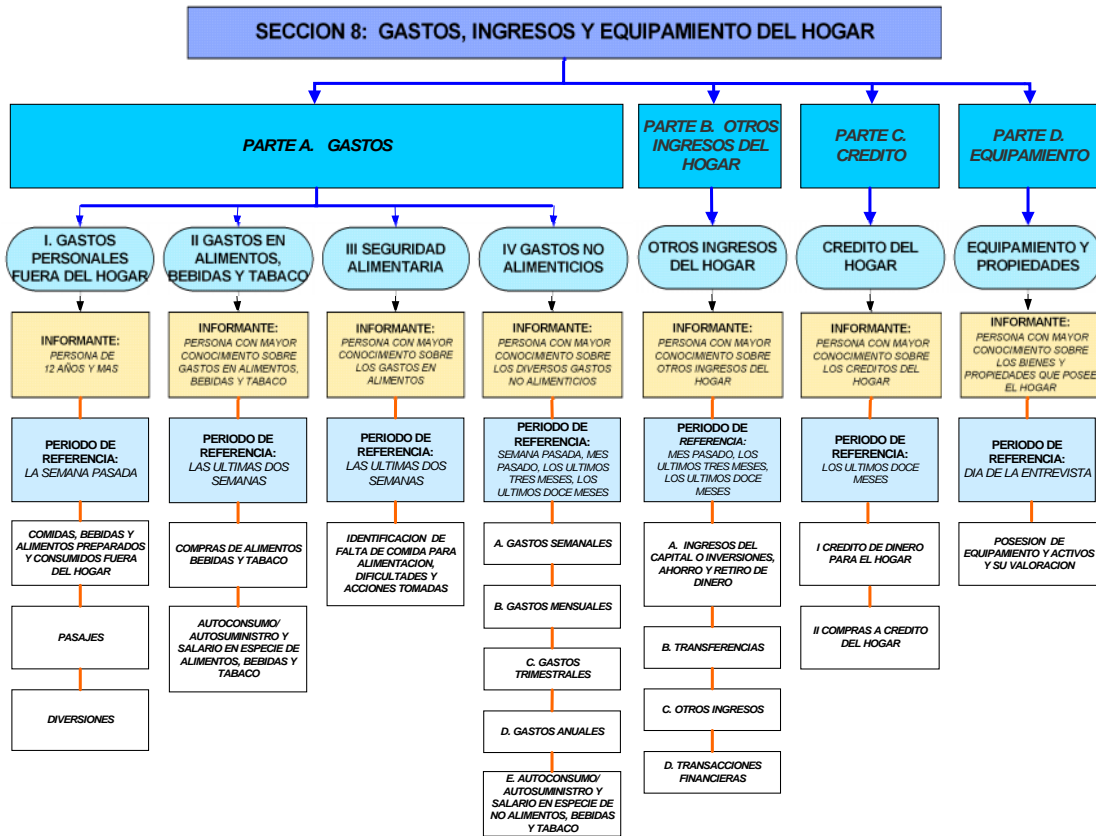 SECCION 8: GASTOS, INGRESOS Y EQUIPAMIENTO DEL HOGAR
PARTE A. GASTOS
PARTE B. OTROS
INGRESOS DEL
HOGAR
PARTE C.
CREDITO
PARTE D.
EQUIPAMIENTO
I. GASTOS
PERSONALES
FUERA DEL HOGAR
II GASTOS EN
ALIMENTOS,
BEBIDAS Y TABACO
III SEGURIDAD
ALIMENTARIA
IV GASTOS NO
ALIMENTICIOS
OTROS INGRESOS
DEL HOGAR
CREDITO DEL
HOGAR
EQUIPAMIENTO Y
PROPIEDADES
INFORMANTE:
PERSONA DE
12 AÑOS Y MAS
INFORMANTE:
PERSONA CON MAYOR
CONOCIMIENTO SOBRE
GASTOS EN ALIMENTOS,
BEBIDAS Y TABACO
INFORMANTE:
PERSONA CON MAYOR
CONOCIMIENTO SOBRE
LOS GASTOS EN
ALIMENTOS
INFORMANTE:
PERSONA CON MAYOR
CONOCIMIENTO SOBRE
LOS DIVERSOS GASTOS
NO ALIMENTICIOS
INFORMANTE:
PERSONA CON MAYOR
CONOCIMIENTO SOBRE
OTROS INGRESOS DEL
HOGAR
INFORMANTE:
PERSONA CON MAYOR
CONOCIMIENTO SOBRE
LOS CREDITOS DEL
HOGAR
INFORMANTE:
PERSONA CON MAYOR
CONOCIMIENTO SOBRE
LOS BIENES Y
PROPIEDADES QUE POSEE
EL HOGAR
PERIODO DE
REFERENCIA:
LA SEMANA PASADA
PERIODO DE
REFERENCIA:
LAS ULTIMAS DOS
SEMANAS
PERIODO DE
REFERENCIA:
LAS ULTIMAS DOS
SEMANAS
PERIODO DE
REFERENCIA:
SEMANA PASADA, MES
PASADO, LOS ULTIMOS
TRES MESES, LOS
ULTIMOS DOCE MESES
PERIODO DE
REFERENCIA:
MES PASADO, LOS
ULTIMOS TRES MESES,
LOS ULTIMOS DOCE
MESES
PERIODO DE
REFERENCIA:
LOS ULTIMOS DOCE
MESES
PERIODO DE
REFERENCIA:
DIA DE LA ENTREVISTA
COMIDAS, BEBIDAS Y
ALIMENTOS PREPARADOS
Y CONSUMIDOS FUERA
DEL HOGAR
PASAJES
DIVERSIONES
COMPRAS DE ALIMENTOS
BEBIDAS Y TABACO
AUTOCONSUMO/
AUTOSUMINISTRO Y
SALARIO EN ESPECIE DE
ALIMENTOS, BEBIDAS Y
TABACO
IDENTIFICACION DE
FALTA DE COMIDA PARA
ALIMENTACION,
DIFICULTADES Y
ACCIONES TOMADAS
A. GASTOS SEMANALES
B. GASTOS MENSUALES
C. GASTOS
TRIMESTRALES
D. GASTOS ANUALES
E. AUTOCONSUMO/
AUTOSUMINISTRO Y
SALARIO EN ESPECIE DE
NO ALIMENTOS, BEBIDAS
Y TABACO
A. INGRESOS DEL
CAPITAL O INVERSIONES,
AHORRO Y RETIRO DE
DINERO
B. TRANSFERENCIAS
C. OTROS INGRESOS
D. TRANSACCIONES
FINANCIERAS
I CREDITO DE DINERO
PARA EL HOGAR
II COMPRAS A CREDITO
DEL HOGAR
POSESION DE
EQUIPAMIENTO Y ACTIVOS
Y SU VALORACION